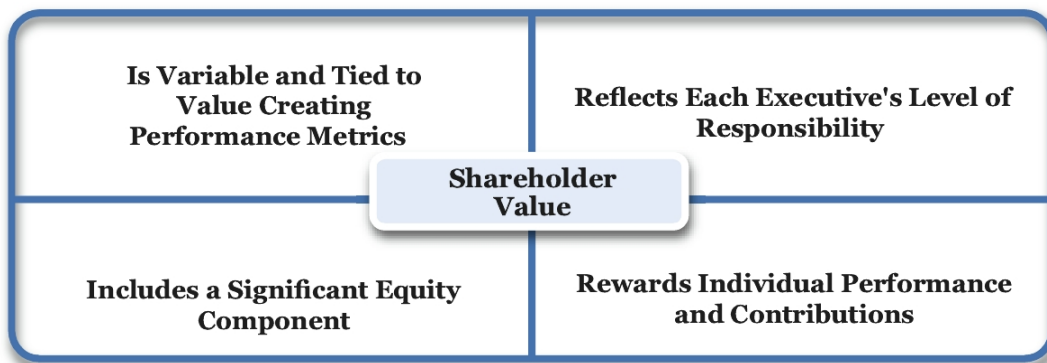 Is Variable and Tied to
Value Creating
Performance Metrics
Reflects Each Executive's Level of
Responsibility
Shareholder
Value
Includes a Significant Equity
Component
Rewards Individual Performance
and Contributions